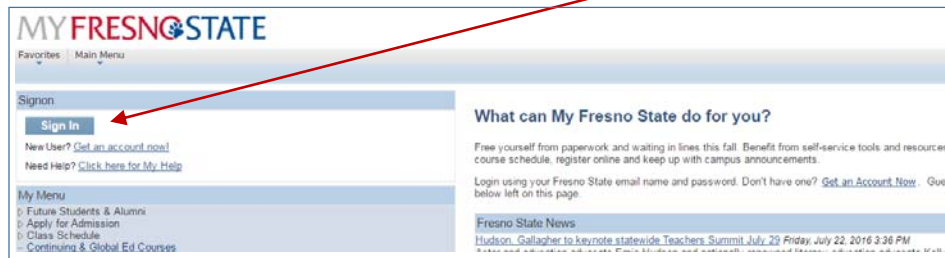 MY FRESNO STATE
Favorites Main Menu
Signon
Sign In
New User? Get an account now!
Need Help? Click here for My Help
My Menu
Future Students & Alumni
Apply for Admission
Class Schedule
Continuing & Global Ed Courses
What can My Fresno State do for you?
Free yourself from paperwork and waiting in lines this fall. Benefit from self-service tools and resources
course schedule, register online and keep up with campus announcements.
Login using your Fresno State email name and password. Don't have one? Get an Account Now. Gue
below left on this page.
Fresno State News
Hudson, Gallagher to keynote statewide Teachers Summit July 29 Friday, July 22, 2016 3:36 PM